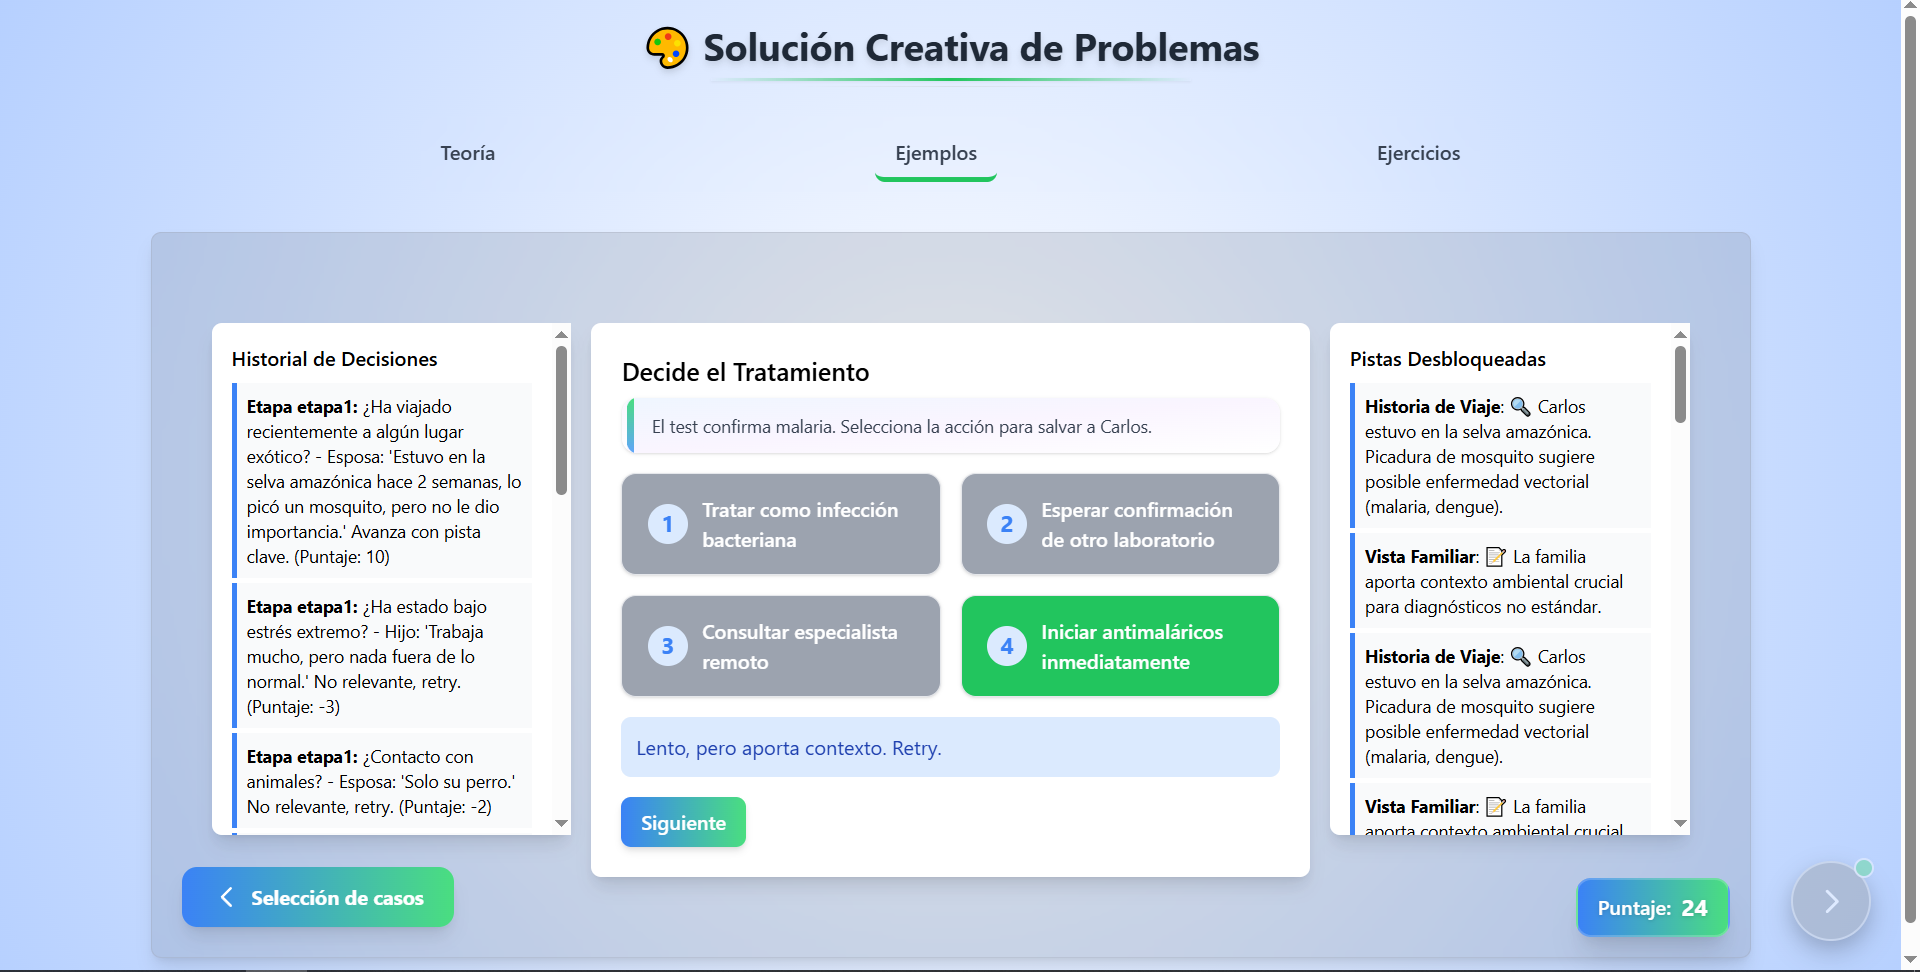 Solución Creativa de Problemas
Teoría
Ejemplos
Ejercicios
Historial de Decisiones
Etapa etapa1: ¿Ha viajado
recientemente a algún lugar
exótico? - Esposa: 'Estuvo en la
selva amazónica hace 2 semanas, lo
picó un mosquito, pero no le dio
importancia.' Avanza con pista
clave. (Puntaje: 10)
Etapa etapa1: ¿Ha estado bajo
estrés extremo? - Hijo: 'Trabaja
mucho, pero nada fuera de lo
normal.' No relevante, retry.
(Puntaje: -3)
Etapa etapa1: ¿Contacto con
animales? - Esposa: 'Solo su perro.'
No relevante, retry. (Puntaje: -2)
Decide el Tratamiento
El test confirma malaria. Selecciona la acción para salvar a Carlos.
1
Tratar como infección
bacteriana
2
Esperar confirmación
de otro laboratorio
3
Consultar especialista
remoto
4
Iniciar antimaláricos
inmediatamente
Lento, pero aporta contexto. Retry.
Siguiente
Pistas Desbloqueadas
Historia de Viaje: 🔍 Carlos
estuvo en la selva amazónica.
Picadura de mosquito sugiere
posible enfermedad vectorial
(malaria, dengue).
Vista Familiar: 📝 La familia
aporta contexto ambiental crucial
para diagnósticos no estándar.
Historia de Viaje: 🔍 Carlos
estuvo en la selva amazónica.
Picadura de mosquito sugiere
posible enfermedad vectorial
(malaria, dengue).
Vista Familiar: 📝 La familia
aporta contexto ambiental crucial
Selección de casos
Puntaje: 24